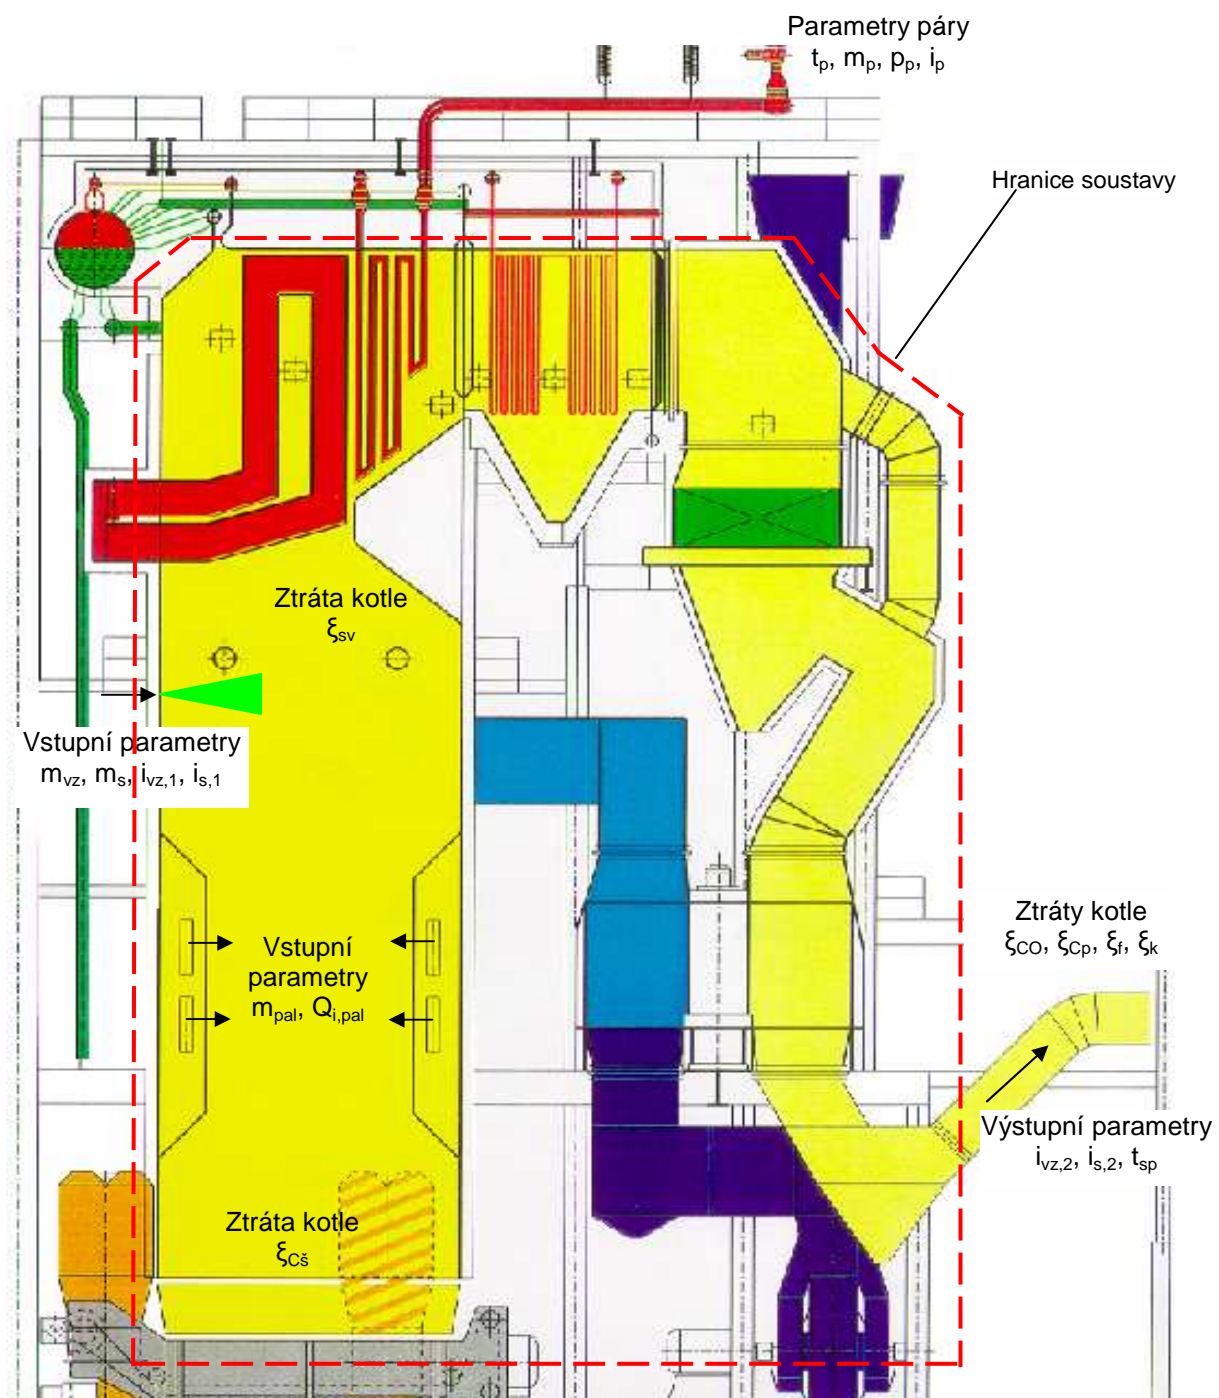 Parametry páry
tp, mp, pp, ip
Hranice soustavy
Ztráta kotle
ξsv
Vstupní parametry
mvz, ms, ivz,1, is,1
Vstupní
parametry
mpal, Qi,pal
Ztráty kotle
ξCO, ξCp, ξf, ξk
Výstupní parametry
ivz,2, is,2, tsp
Ztráta kotle
ξCš